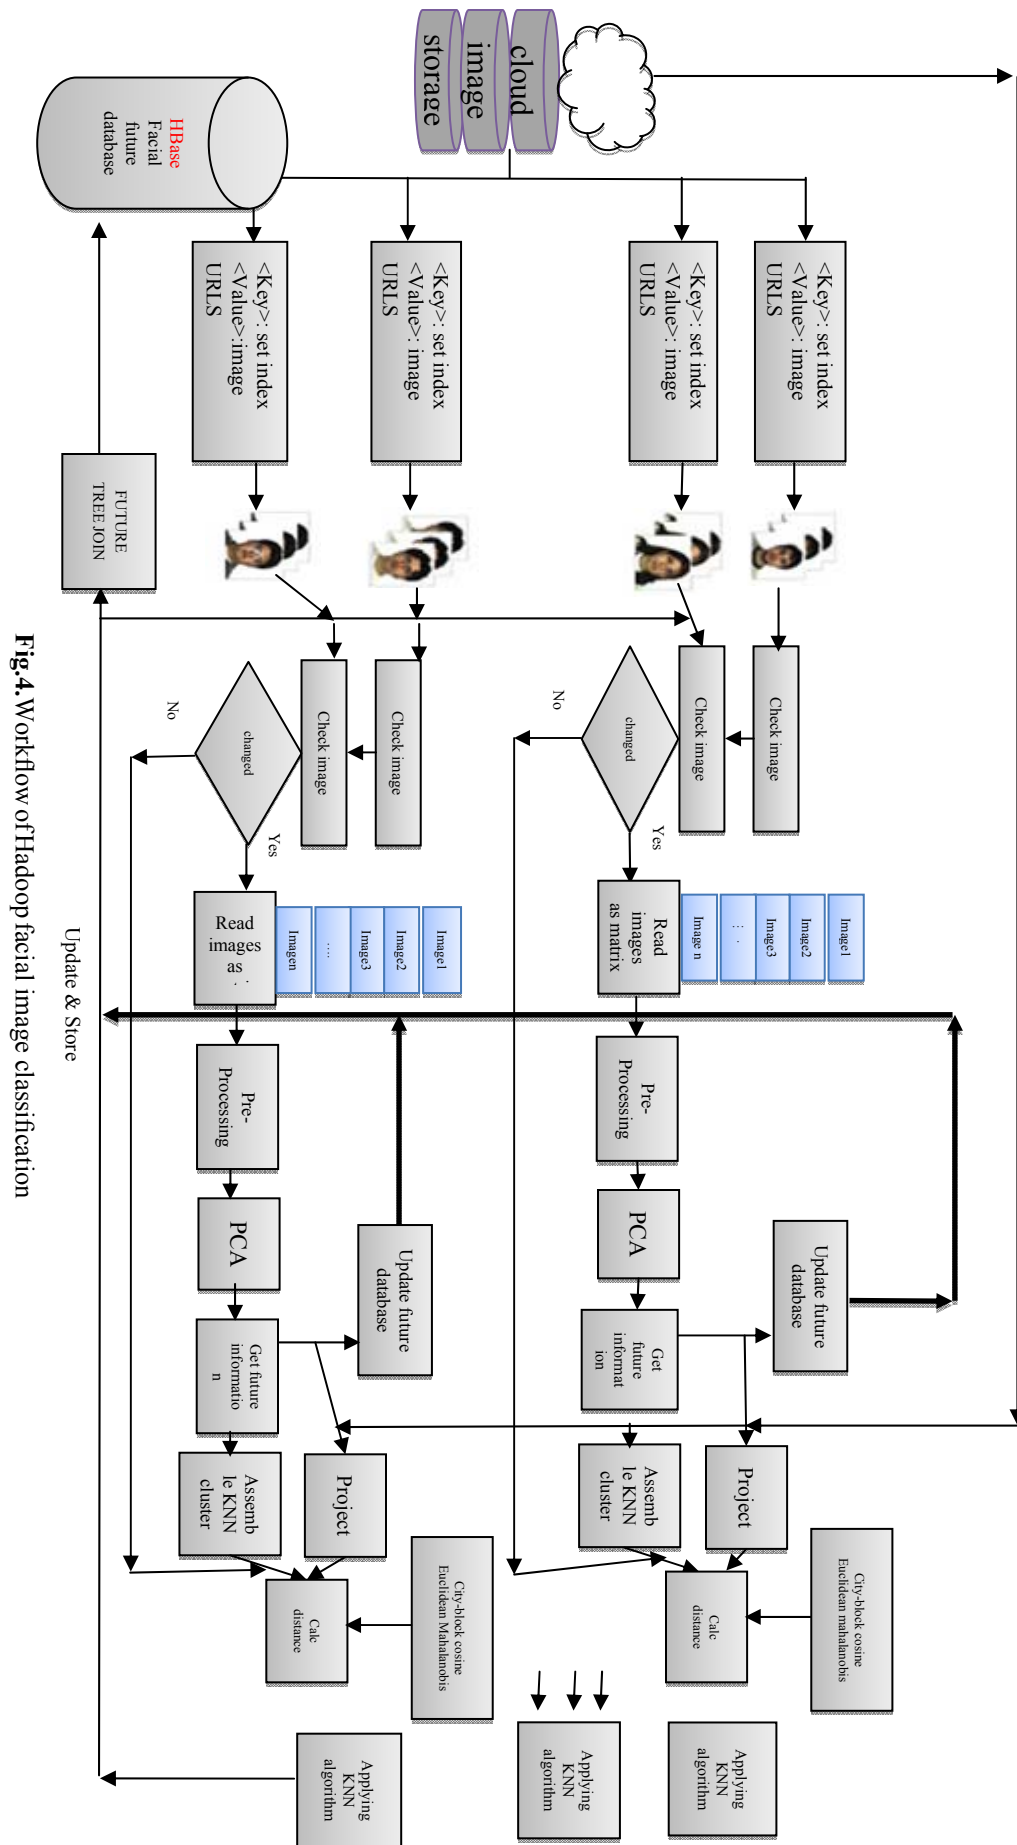 cloud
image
storage
HBase
Facial
future
database
<Key>: set index
<Value>: image
URLS
<Key>: set index
<Value>: image
URLS
<Key>: set index
<Value>: image
URLS
<Key>: set index
<Value>:image
URLS
FUTURE
TREE JOIN
Check image
Check image
changed
No
Yes
Check image
Check image
changed
No
Yes
Image1
Image2
Image3
: .
Image n
Read
images
as matrix
Image1
Image2
Image3
....
Imagen
Read
images
as
.
Pre-
Processing
PCA
Get
future
informat
ion
Update future
database
Project
Assemb
le KNN
cluster
City-block cosine
Euclidean mahalanobis
Calc
distance
Applying
KNN
algorithm
Applying
KNN
algorithm
Pre-
Processing
PCA
Get future
informatio
n
Update future
database
Project
Assemb
le KNN
cluster
City-block cosine
Euclidean Mahalanobis
Calc
distance
Applying
KNN
algorithm
Update & Store
Fig.4.Workflow of Hadoop facial image classification